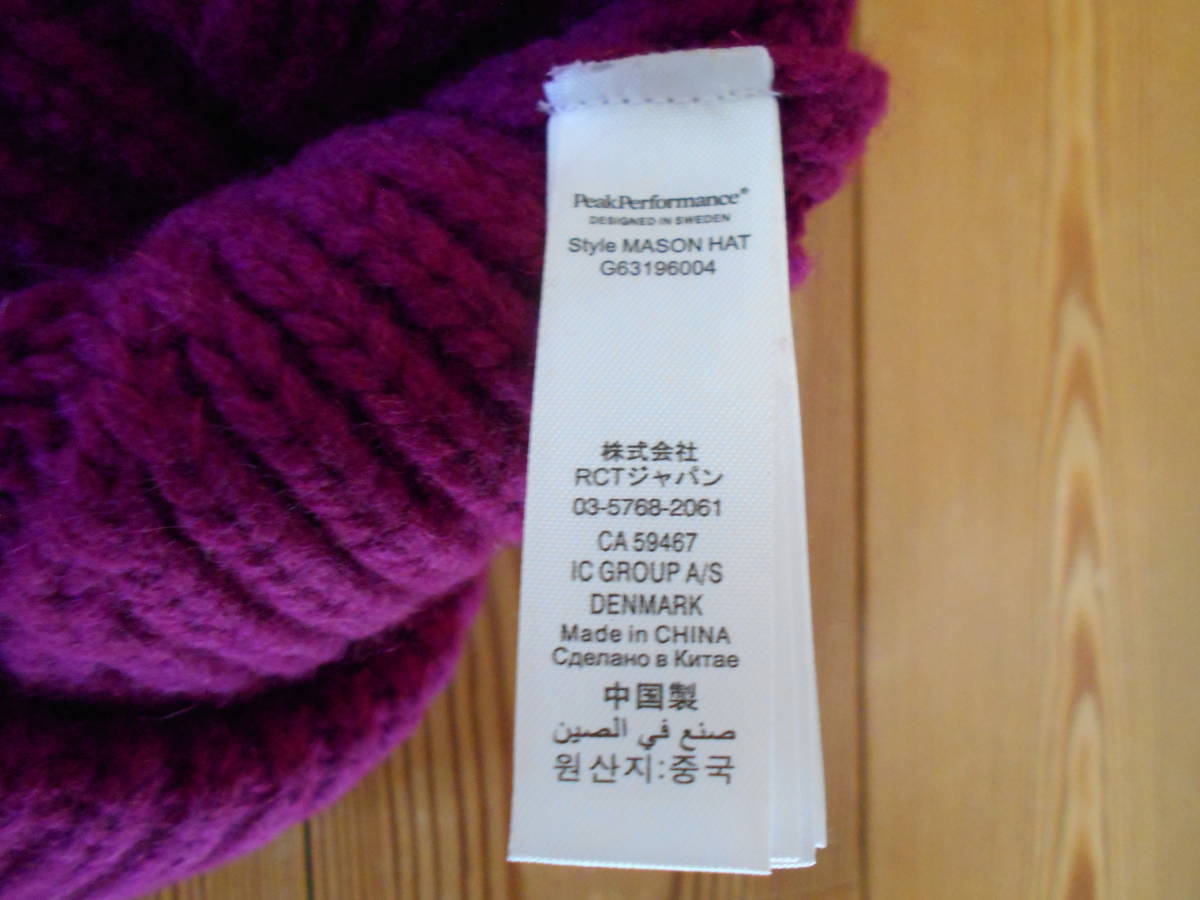 PeakPerformance®
DESIGNED IN SWEDEN
Style MASON HAT
G63196004
株式会社
RCTジャパン
03-5768-2061
CA 59467
IC GROUP A/S
DENMARK
Made in CHINA
Сделано в Китае
中国製
صنع في الصين
원산지:중국